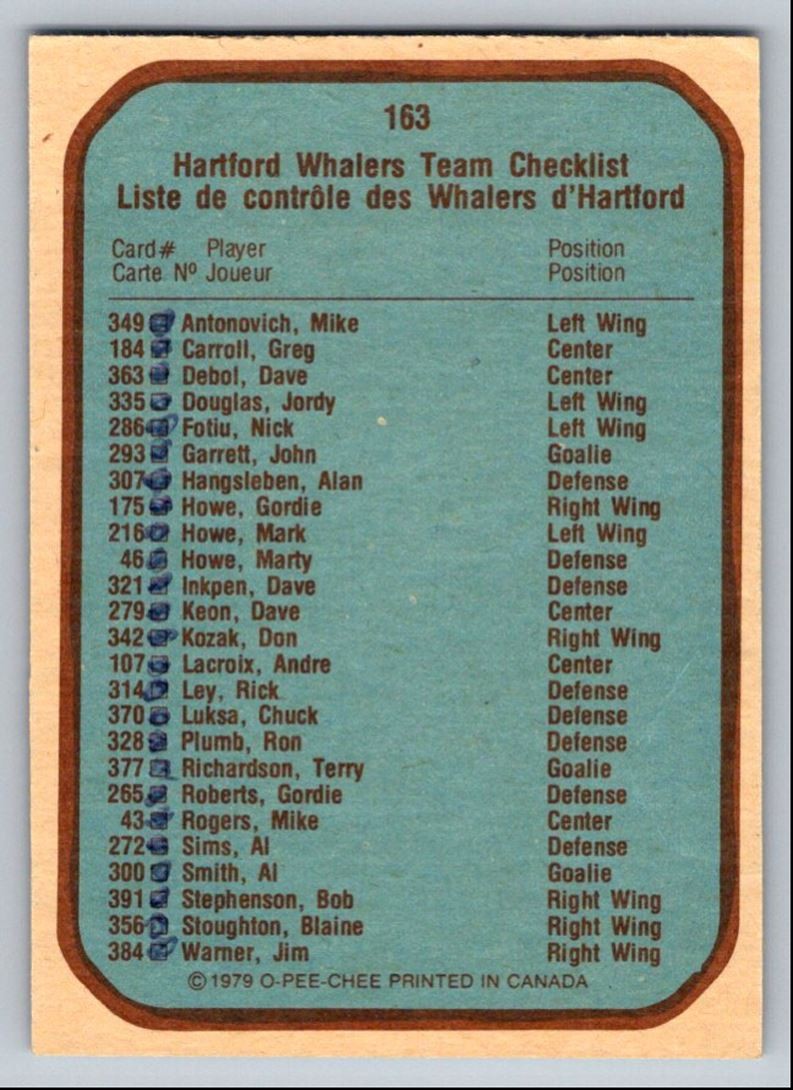 163
Hartford Whalers Team Checklist
Liste de contrôle des Whalers d'Hartford
Card# Player Position
Carte Nº Joueur Position
349 Antonovich, Mike Left Wing
184 Carroll, Greg Center
363 Debol, Dave Center
335 Douglas, Jordy Left Wing
286 Fotiu, Nick Left Wing
293 Garrett, John Goalie
307 Hangsleben, Alan Defense
175 Howe, Gordie Right Wing
216 Howe, Mark Left Wing
46 Howe, Marty Defense
321 Inkpen, Dave Defense
279 Keon, Dave Center
342 Kozak, Don Right Wing
107 Lacroix, Andre Center
314 Ley, Rick Defense
370 Luksa, Chuck Defense
328 Plumb, Ron Defense
377 Richardson, Terry Goalie
265 Roberts, Gordie Defense
43 Rogers, Mike Center
272 Sims, Al Defense
300 Smith, Al Goalie
391 Stephenson, Bob Right Wing
356 Stoughton, Blaine Right Wing
384 Warner, Jim Right Wing
© 1979 O-PEE-CHEE PRINTED IN CANADA